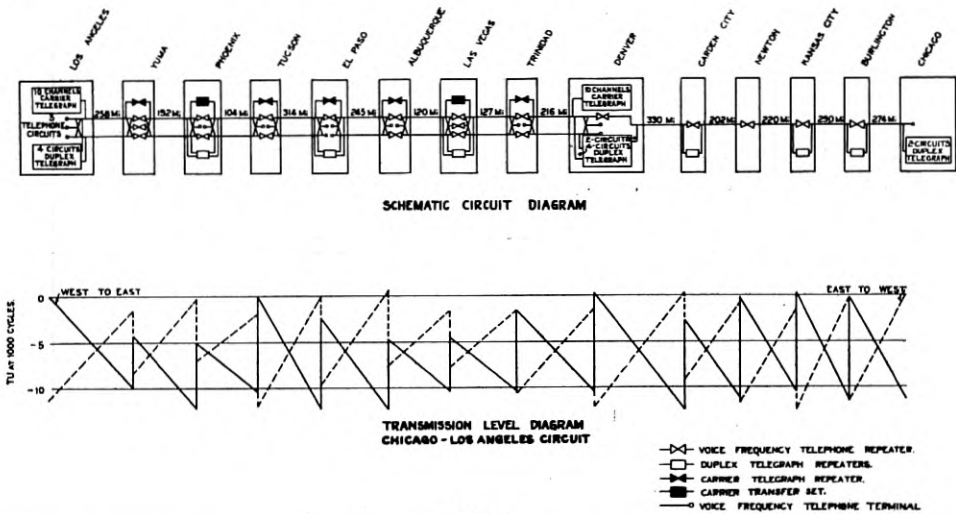 LOS ANGELES
YUMA
PHOENIX
TUCSON
EL PASO
ALBUQUERQUE
LAS VEGAS
TRINIDAD
DENVER
GARDEN CITY
NEWTON
KANSAS CITY
BURLINGTON
CHICAGO
10 CHANNELS
CARRIER
TELEGRAPH
3
TELEPHONE
CIRCUITS
4 CIRCUITS
DUPLEX
TELEGRAPH
258 MI.
152 MI.
104 MI.
314 MI.
265 MI.
120 MI.
127 MI.
216 MI.
10 CHANNELS
CARRIER
TELEGRAPH
2-CIRCUITS
4-CIRCUITS
DUPLEX
TELEGRAPH
330 MI.
202 MI.
220 MI.
250 MI.
274 MI.
2-CIRCUITS
DUPLEX
TELEGRAPH
SCHEMATIC CIRCUIT DIAGRAM
TU AT 1000 CYCLES.
0
-5
-10
WEST TO EAST
EAST TO WEST
TRANSMISSION LEVEL DIAGRAM
CHICAGO - LOS ANGELES CIRCUIT
VOICE FREQUENCY TELEPHONE REPEATER.
DUPLEX TELEGRAPH REPEATERS.
CARRIER TELEGRAPH REPEATER.
CARRIER TRANSFER SET.
VOICE FREQUENCY TELEPHONE TERMINAL